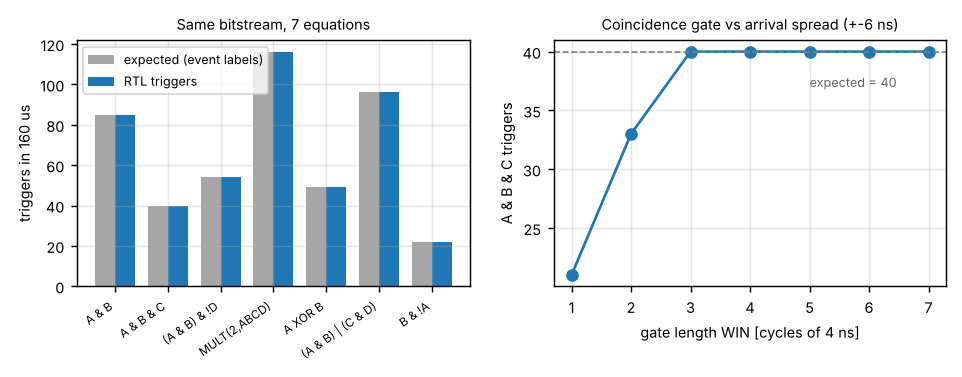 Same bitstream, 7 equations
triggers in 160 us
120
100
80
60
40
20
0
expected (event labels)
RTL triggers
A & B
A & B & C
(A & B) & !D
MULT(2,ABCD)
A XOR B
(A & B) | (C & D)
B & !A
Coincidence gate vs arrival spread (+-6 ns)
A & B & C triggers
40
35
30
25
expected = 40
1 2 3 4 5 6 7
gate length WIN [cycles of 4 ns]